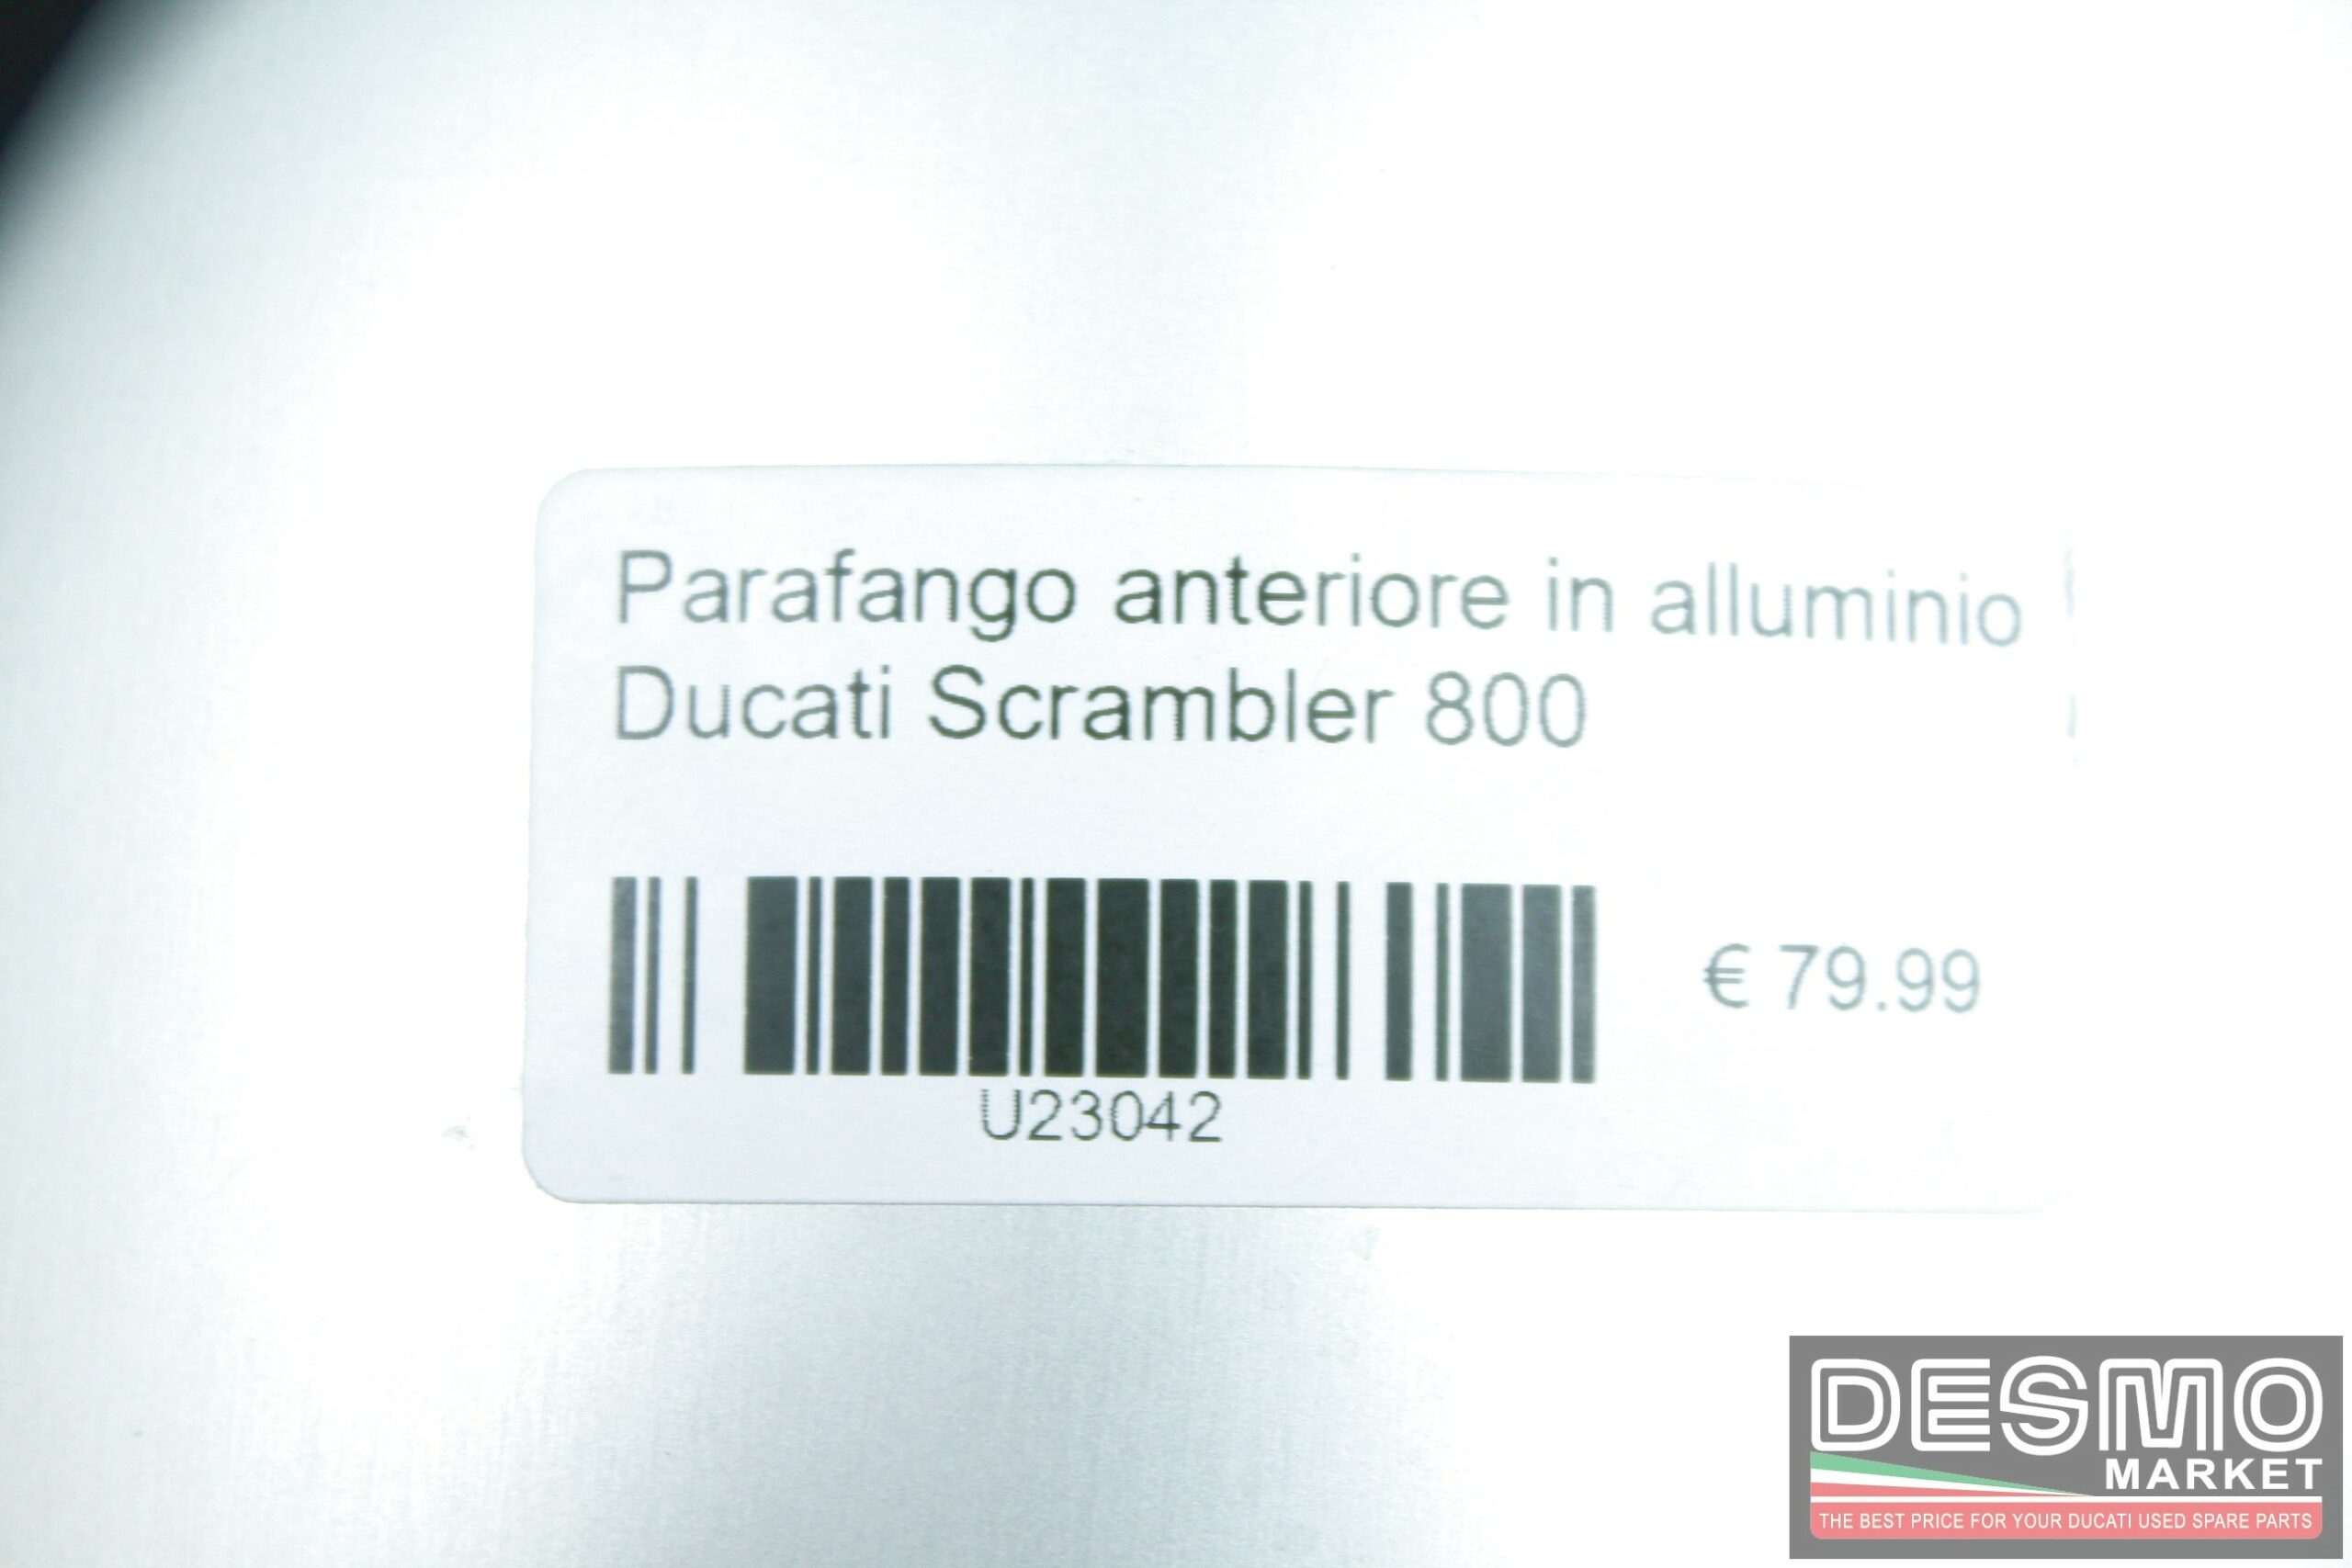 Parafango anteriore in alluminio
Ducati Scrambler 800
€ 79.99
U23042
DESMO
MARKET
THE BEST PRICE FOR YOUR DUCATI USED SPARE PARTS